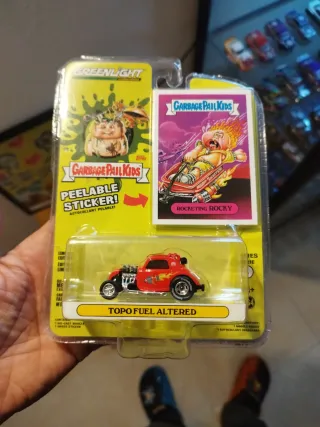 GREENLIGHT
GARBAGE PAIL KIDS
PEELABLE
STICKER!
GARBAGE PAIL KIDS
ROCKETING ROCKY
TOPO FUEL ALTERED